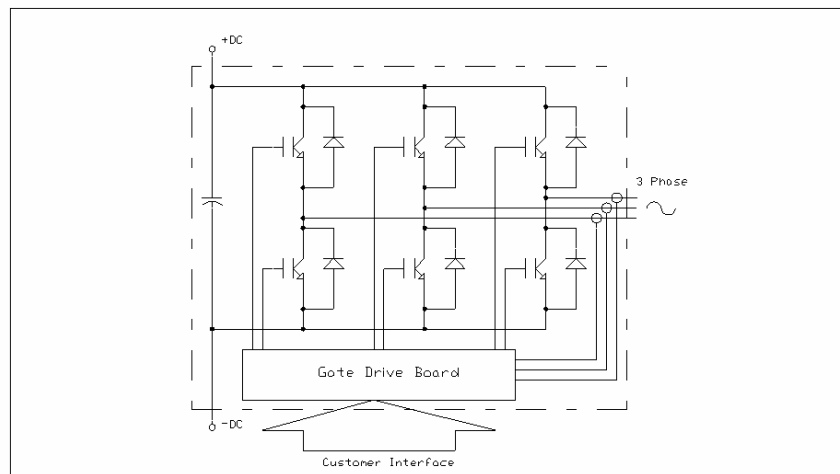 +DC
3 Phase
Gate Drive Board
-DC
Customer Interface